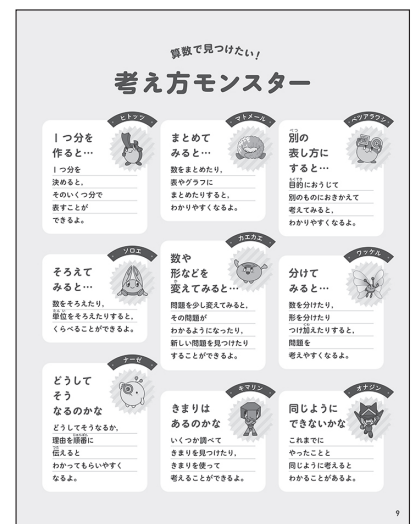 算数で見つけたい!
考え方モンスター
ヒトッツ
1つ分を
作ると…
1つ分を
決めると、
そのいくつ分で
表すことが
できるよ。
マトメール
まとめて
みると…
数をまとめたり、
表やグラフに
まとめたりすると、
わかりやすくなるよ。
ベツアラワシ
別の
表し方に
すると…
目的におうじて
別のものにおきかえて
考えてみると、
わかりやすくなるよ。
ソロエ
そろえて
みると…
数をそろえたり、
単位をそろえたりすると、
くらべることができるよ。
カエカエ
数や
形などを
変えてみると…
問題を少し変えてみると、
その問題が
わかるようになったり、
新しい問題を見つけたり
することができるよ。
ワッケル
分けて
みると…
数を分けたり、
形を分けたり
つけ加えたりすると、
問題を
考えやすくなるよ。
ナーゼ
どうして
そう
なるのかな
どうしてそうなるか、
理由を順番に
伝えると
わかってもらいやすく
なるよ。
キマリン
きまりは
あるのかな
いくつか調べて
きまりを見つけたり、
きまりを使って
考えることができるよ。
オナジン
同じように
できないかな
これまでに
やったことと
同じように考えると
わかることがあるよ。
9